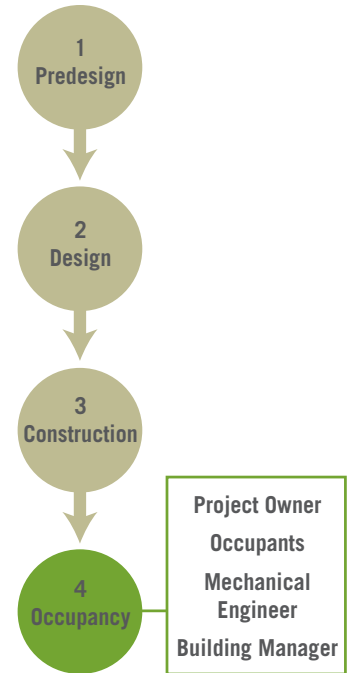 1
Predesign
2
Design
3
Construction
4
Occupancy
Project Owner
Occupants
Mechanical
Engineer
Building Manager